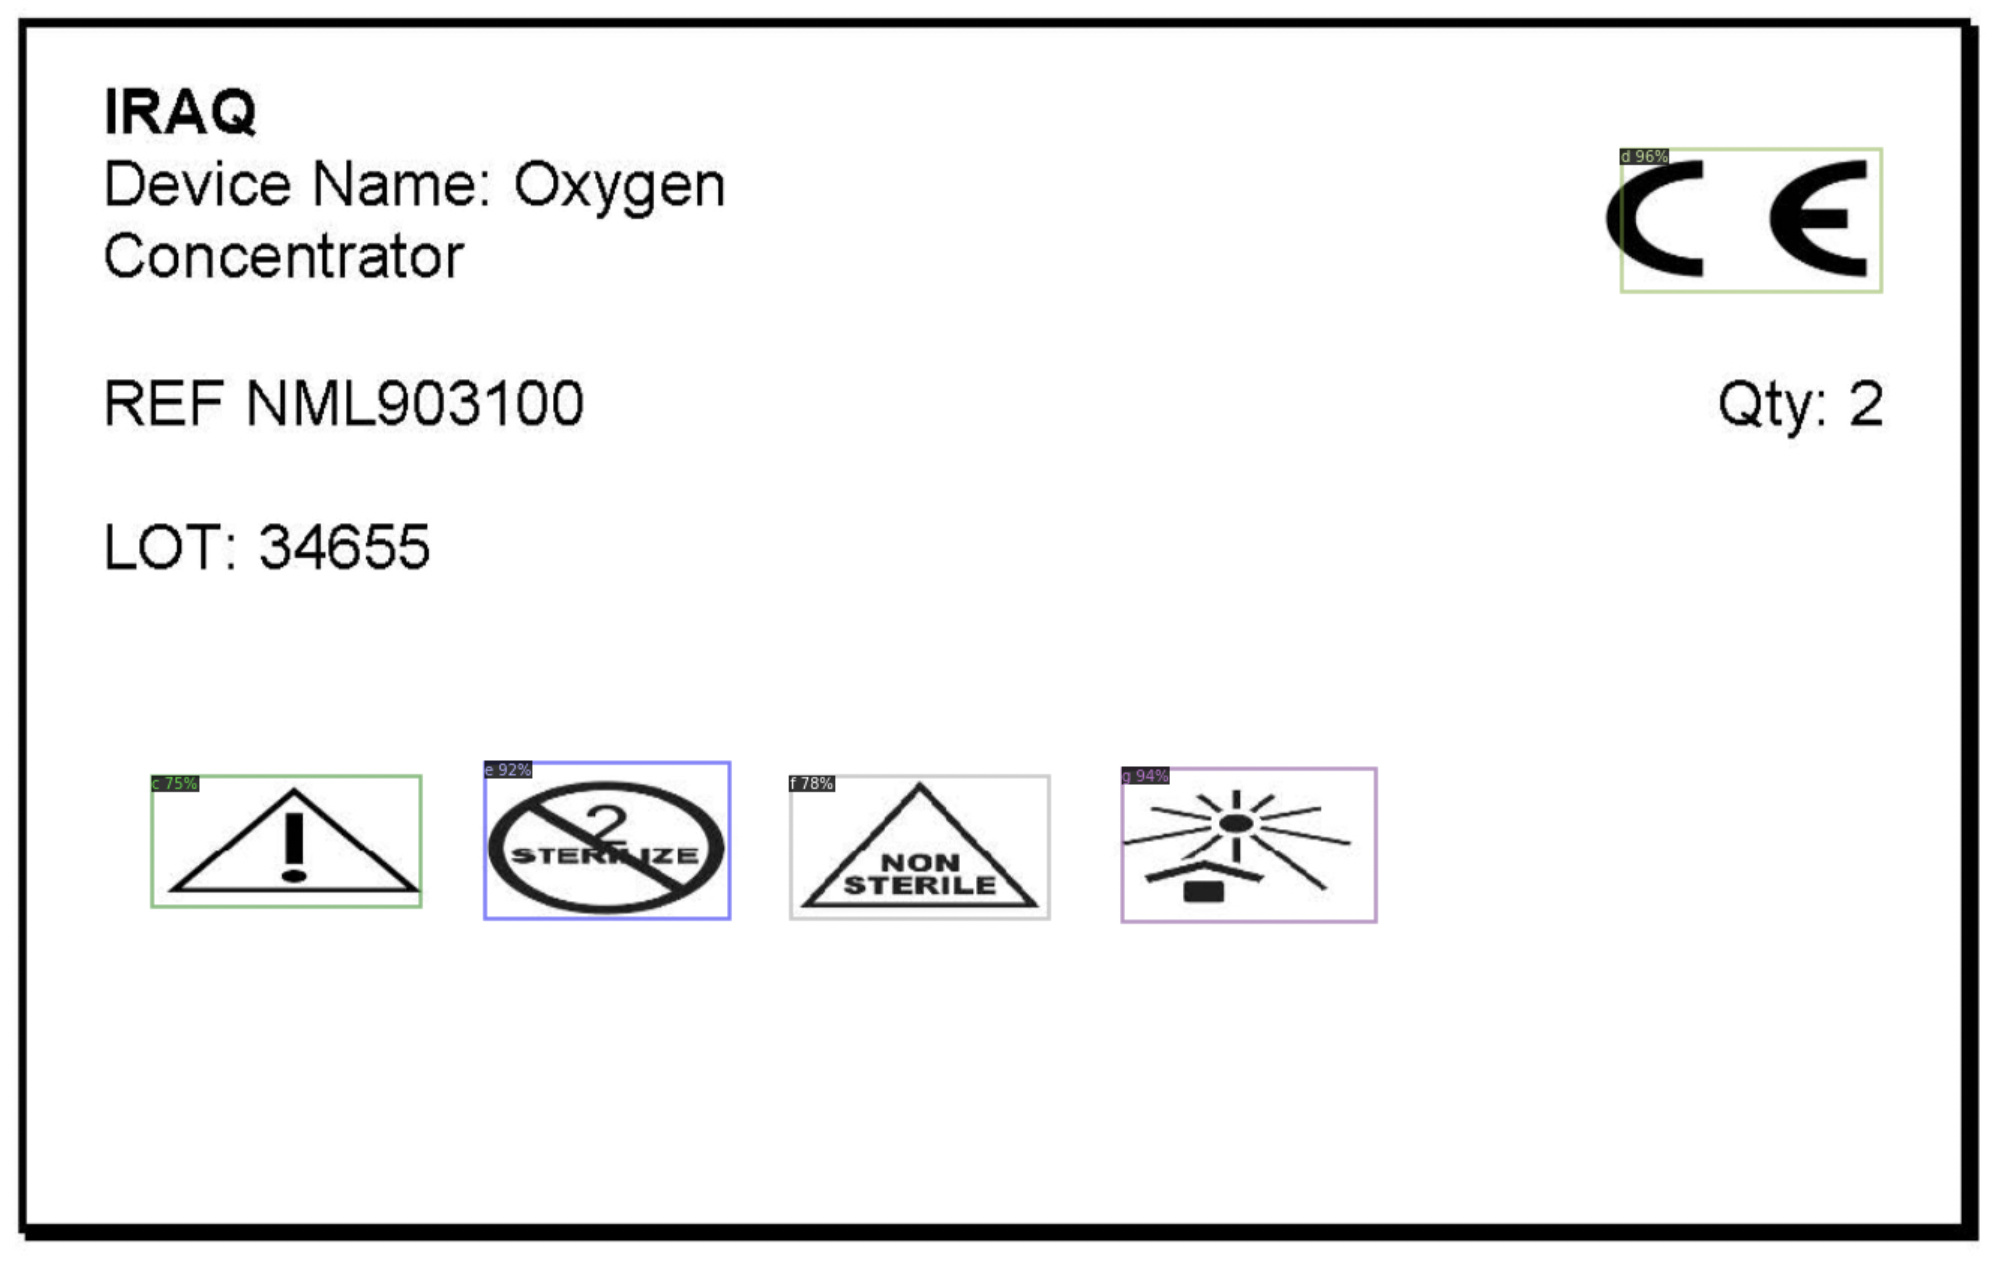 IRAQ
Device Name: Oxygen
Concentrator
d 96%
CE
REF NML903100
Qty: 2
LOT: 34655
c 75%
!
e 92%
2
STERILIZE
f 78%
NON
STERILE
g 94%